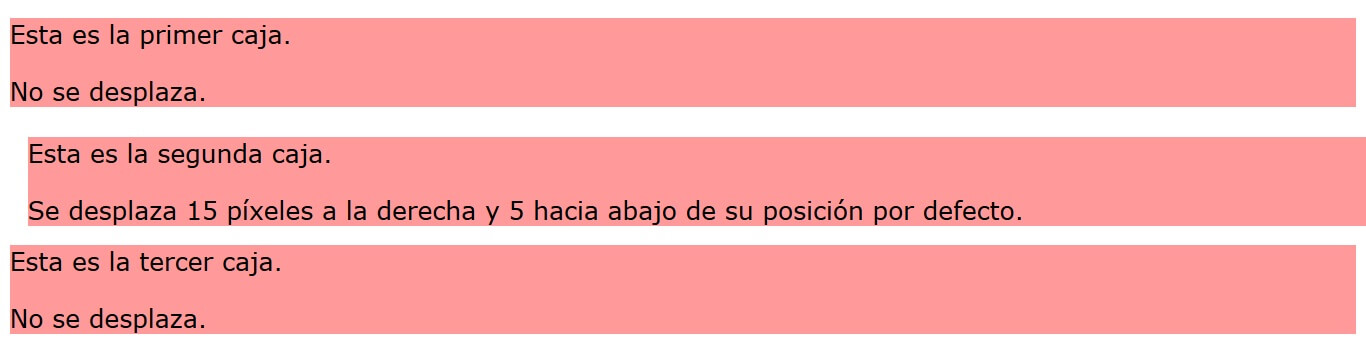 Esta es la primer caja.
No se desplaza.
Esta es la segunda caja.
Se desplaza 15 píxeles a la derecha y 5 hacia abajo de su posición por defecto.
Esta es la tercer caja.
No se desplaza.